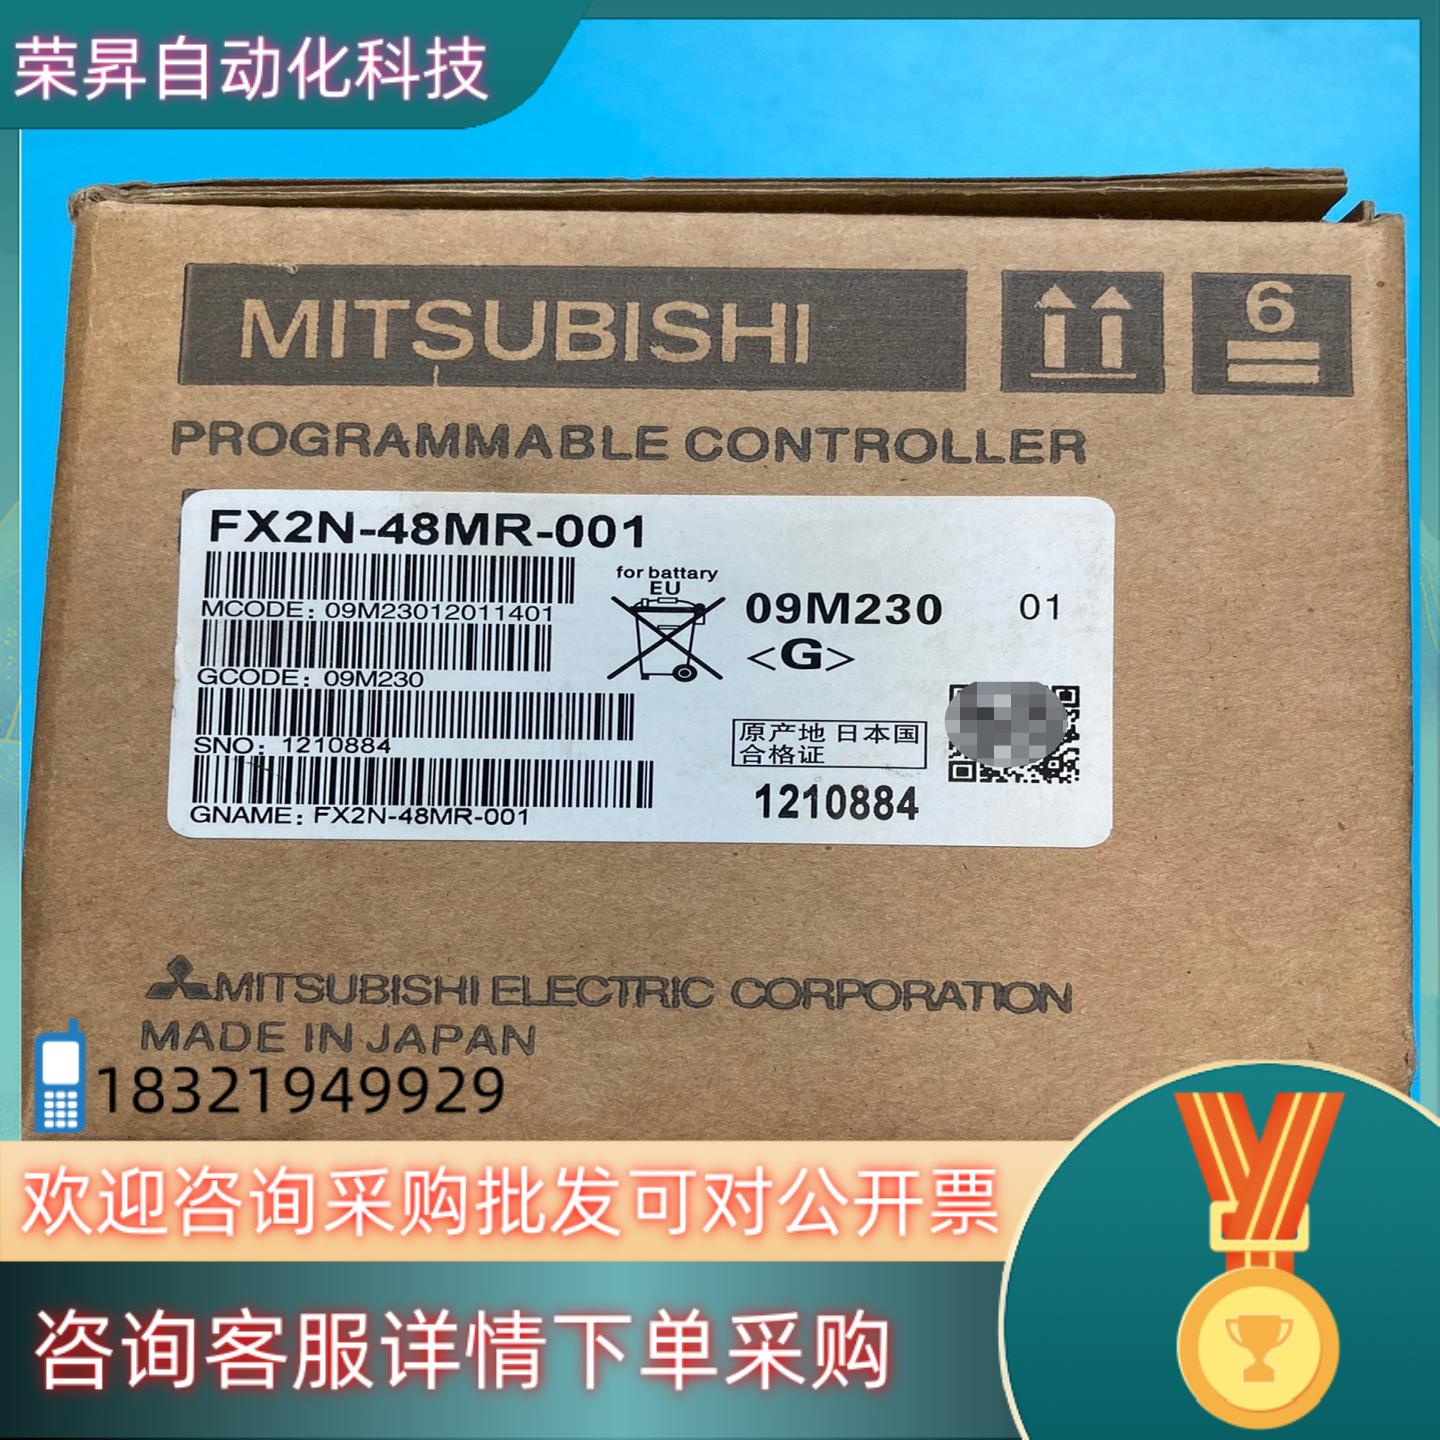 荣昇自动化科技
MITSUBISHI
6
PROGRAMMABLE CONTROLLER
FX2N-48MR-001
MCODE: 09M23012011401
GCODE: 09M230
SNO: 1210884
GNAME: FX2N-48MR-001
for battary
EU
09M230 01
<G>
原产地 日本国
合格证
1210884
MITSUBISHI ELECTRIC CORPORATION
MADE IN JAPAN
18321949929
欢迎咨询采购批发可对公开票
咨询客服详情下单采购